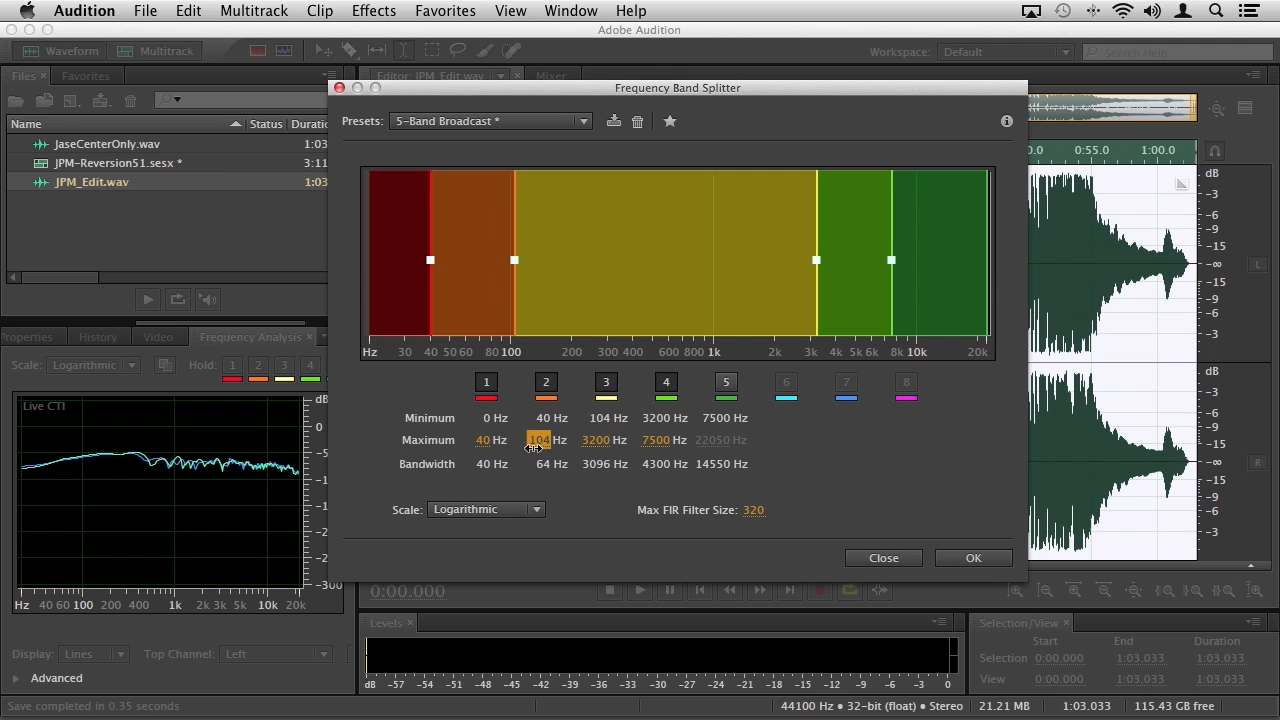 Audition File Edit Multitrack Clip Effects Favorites View Window Help
Adobe Audition
Waveform Multitrack Workspace: Default Search Help
Files × Favorites Editor: JPM_Edit.wav × Mixer
Frequency Band Splitter
Presets: 5-Band Broadcast *
Name Status Duratio
JaseCenterOnly.wav 1:03
JPM-Reversion51.sesx * 3:11
JPM_Edit.wav 1:03
0.0 0:55.0 1:00.0
dB
-3
-6
-9
-15
-∞ L
-15
-9
-6
-3
dB
-3
-6
-9
-15
-∞ R
-15
-9
-6
-3
Hz 30 40 50 60 80 100 200 300 400 600 800 1k 2k 3k 4k 5k 6k 8k 10k 20k
1 2 3 4 5 6 7 8
Minimum 0 Hz 40 Hz 104 Hz 3200 Hz 7500 Hz
Maximum 40 Hz 104 Hz 3200 Hz 7500 Hz 22050 Hz
Bandwidth 40 Hz 64 Hz 3096 Hz 4300 Hz 14550 Hz
Scale: Logarithmic Max FIR Filter Size: 320
Close OK
roperties History Video Frequency Analysis ×
Scale: Logarithmic Hold: 1 2 3 4
Live CTI
dB
0
-5
-1
-1
-2
-2
-300
Hz 40 60 100 200 400 1k 2k 3k 5k 10k 20k
Display: Lines Top Channel: Left
Advanced
0:00.000
Levels ×
dB -57 -54 -51 -48 -45 -42 -39 -36 -33 -30 -27 -24 -21 -18 -15 -12 -9 -6 -3 0
Selection/View ×
Start End Duration
Selection 0:00.000 1:03.033 1:03.033
View 0:00.000 1:03.033 1:03.033
Save completed in 0.35 seconds
44100 Hz ● 32-bit (float) ● Stereo 21.21 MB 1:03.033 115.43 GB free